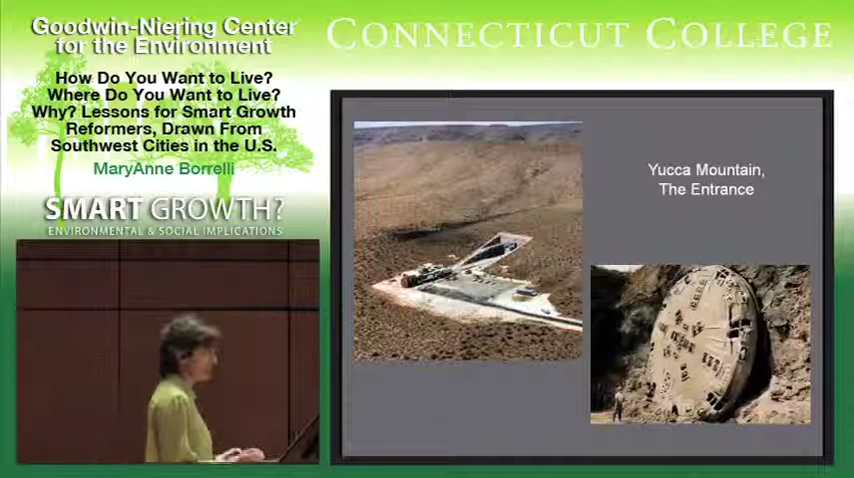 Goodwin-Niering Center
for the Environment
CONNECTICUT COLLEGE
How Do You Want to Live?
Where Do You Want to Live?
Why? Lessons for Smart Growth
Reformers, Drawn From
Southwest Cities in the U.S.
MaryAnne Borrelli
SMART GROWTH?
ENVIRONMENTAL & SOCIAL IMPLICATIONS
Yucca Mountain,
The Entrance